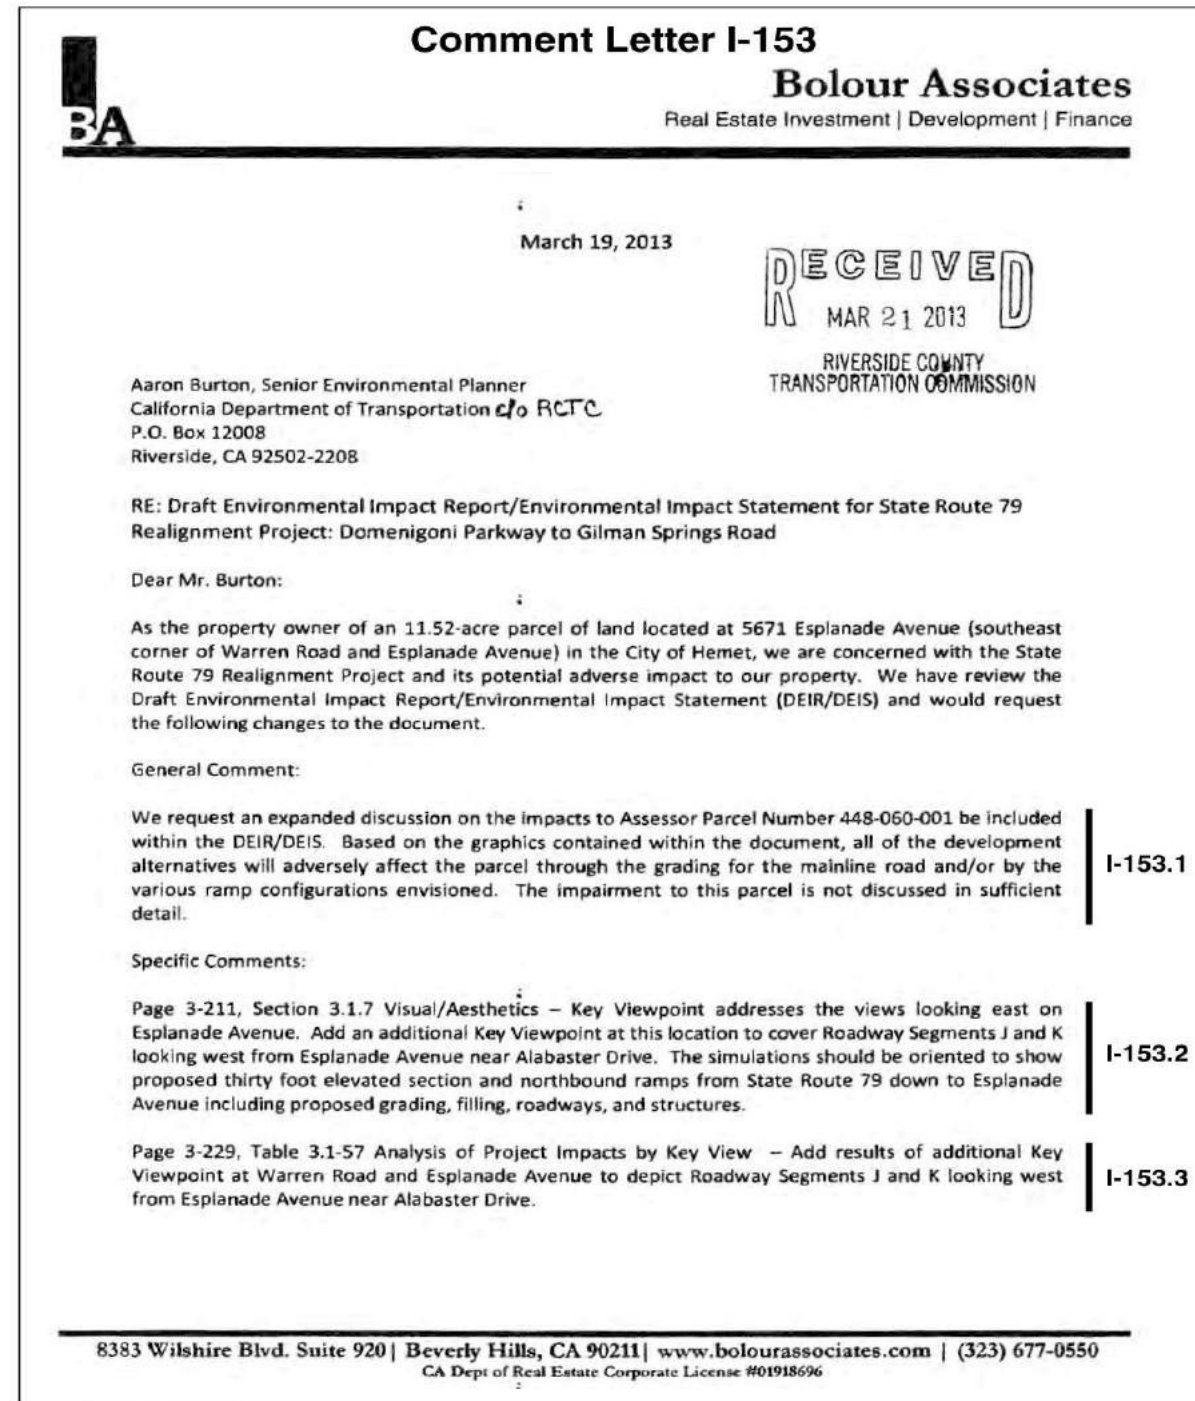 Comment Letter I-153
BA
Bolour Associates
Real Estate Investment | Development | Finance
March 19, 2013
RECEIVED
MAR 21 2013
RIVERSIDE COUNTY
TRANSPORTATION COMMISSION
Aaron Burton, Senior Environmental Planner
California Department of Transportation c/o RCTC
P.O. Box 12008
Riverside, CA 92502-2208
RE: Draft Environmental Impact Report/Environmental Impact Statement for State Route 79
Realignment Project: Domenigoni Parkway to Gilman Springs Road
Dear Mr. Burton:
As the property owner of an 11.52-acre parcel of land located at 5671 Esplanade Avenue (southeast
corner of Warren Road and Esplanade Avenue) in the City of Hemet, we are concerned with the State
Route 79 Realignment Project and its potential adverse impact to our property. We have review the
Draft Environmental Impact Report/Environmental Impact Statement (DEIR/DEIS) and would request
the following changes to the document.
General Comment:
We request an expanded discussion on the impacts to Assessor Parcel Number 448-060-001 be included
within the DEIR/DEIS. Based on the graphics contained within the document, all of the development
alternatives will adversely affect the parcel through the grading for the mainline road and/or by the
various ramp configurations envisioned. The impairment to this parcel is not discussed in sufficient
detail.
I-153.1
Specific Comments:
Page 3-211, Section 3.1.7 Visual/Aesthetics – Key Viewpoint addresses the views looking east on
Esplanade Avenue. Add an additional Key Viewpoint at this location to cover Roadway Segments J and K
looking west from Esplanade Avenue near Alabaster Drive. The simulations should be oriented to show
proposed thirty foot elevated section and northbound ramps from State Route 79 down to Esplanade
Avenue including proposed grading, filling, roadways, and structures.
I-153.2
Page 3-229, Table 3.1-57 Analysis of Project Impacts by Key View – Add results of additional Key
Viewpoint at Warren Road and Esplanade Avenue to depict Roadway Segments J and K looking west
from Esplanade Avenue near Alabaster Drive.
I-153.3
8383 Wilshire Blvd. Suite 920 | Beverly Hills, CA 90211| www.bolourassociates.com | (323) 677-0550
CA Dept of Real Estate Corporate License #01918696